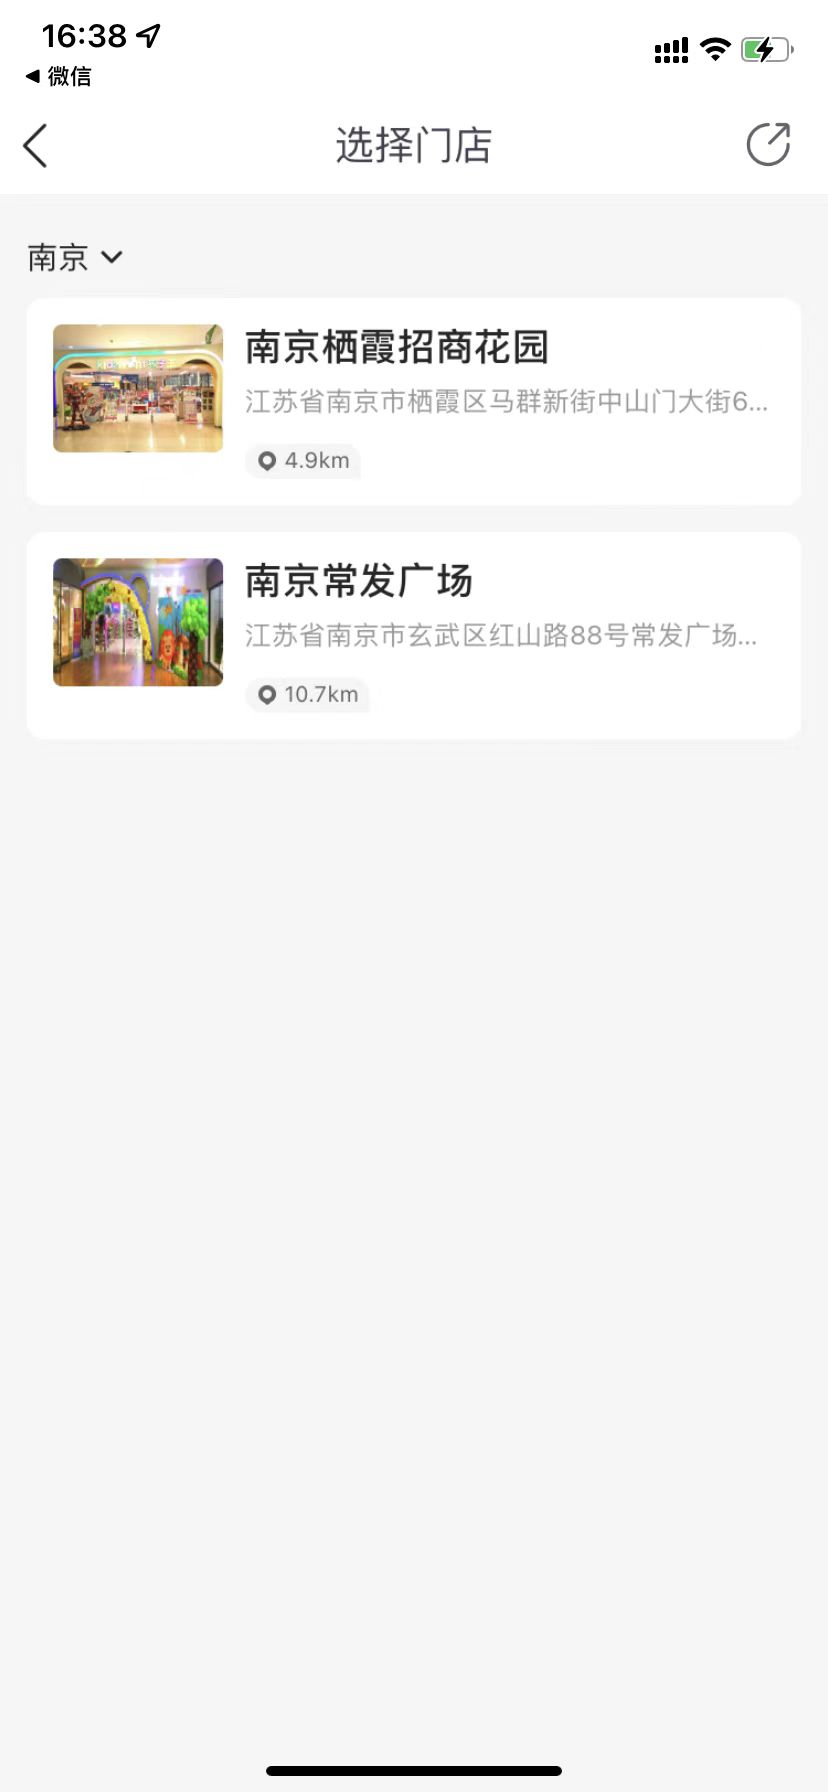 16:38
微信
选择门店
南京
南京栖霞招商花园
江苏省南京市栖霞区马群新街中山门大街6...
4.9km
南京常发广场
江苏省南京市玄武区红山路88号常发广场...
10.7km